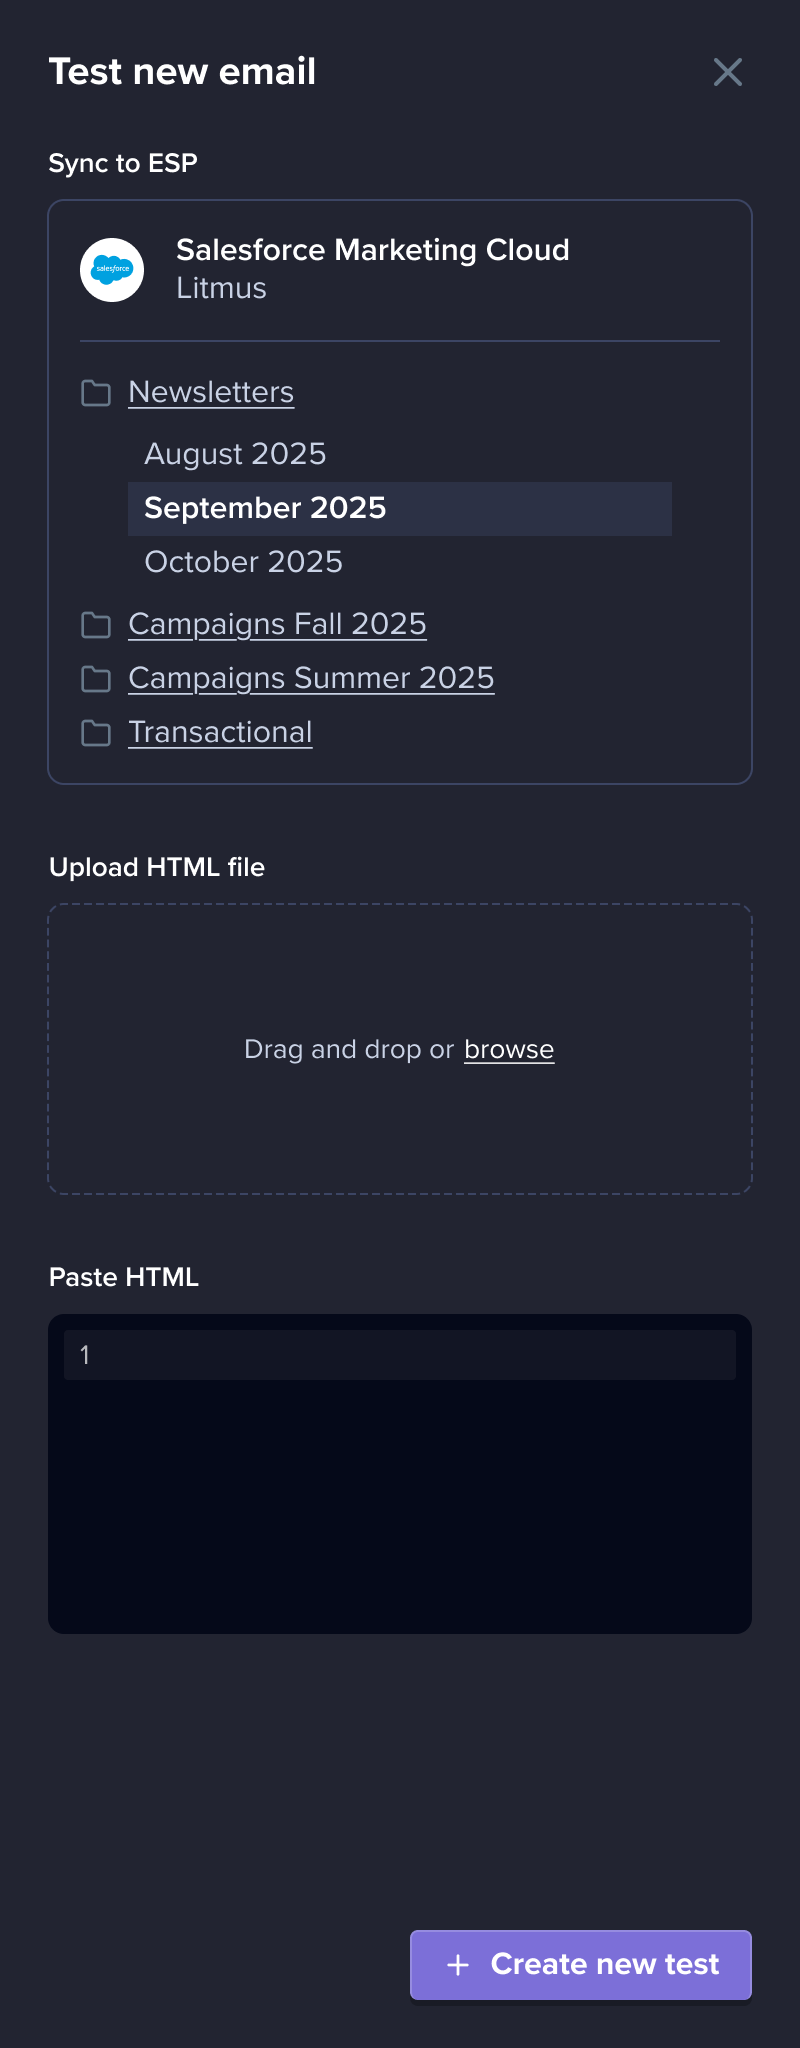 Test new email
Sync to ESP
salesforce
Salesforce Marketing Cloud
Litmus
Newsletters
August 2025
September 2025
October 2025
Campaigns Fall 2025
Campaigns Summer 2025
Transactional
Upload HTML file
Drag and drop or browse
Paste HTML
1
+ Create new test